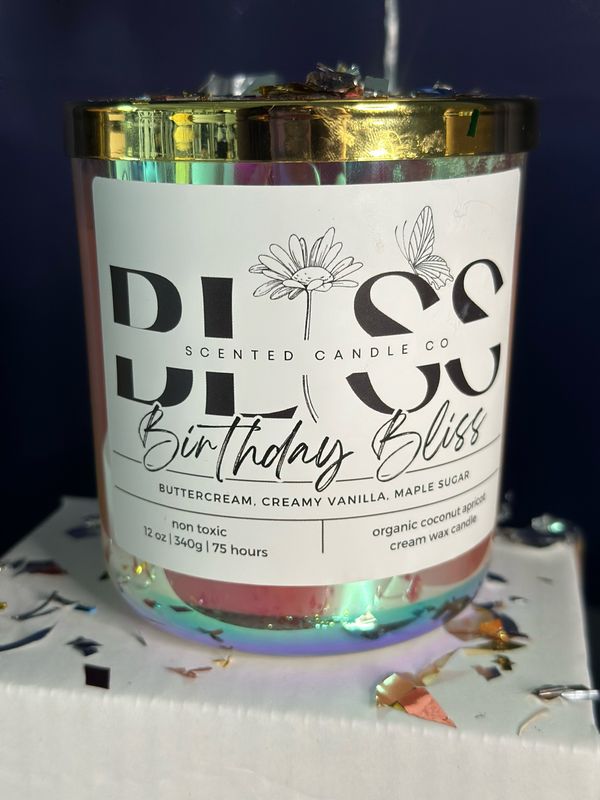 BLISS
SCENTED CANDLE CO
Birthday Bliss
BUTTERCREAM, CREAMY VANILLA, MAPLE SUGAR
non toxic
12 oz | 340g | 75 hours
organic coconut apricot
cream wax candle